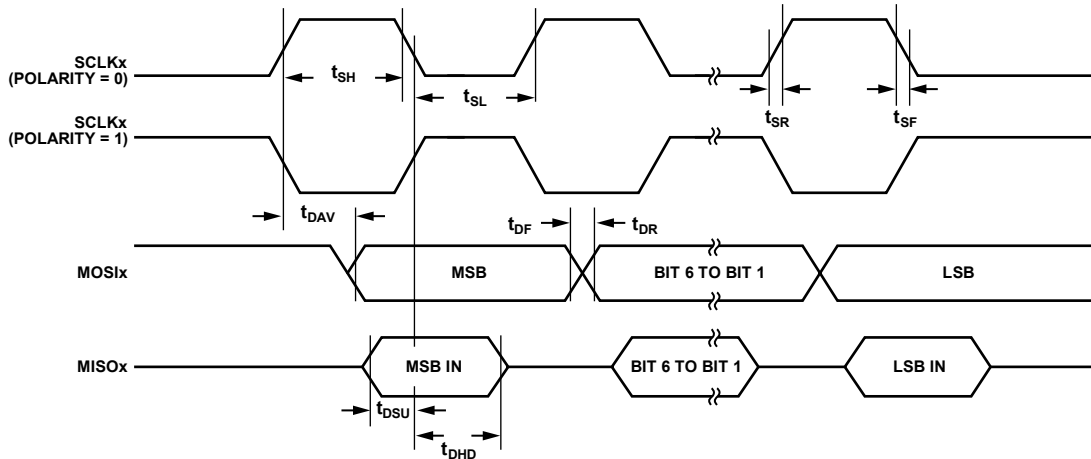 SCLKx
(POLARITY = 0)
tSH
tSL
tSR
tSF
SCLKx
(POLARITY = 1)
tDAV
tDF
tDR
MOSIx
MSB
BIT 6 TO BIT 1
LSB
MISOx
MSB IN
BIT 6 TO BIT 1
LSB IN
tDSU
tDHD